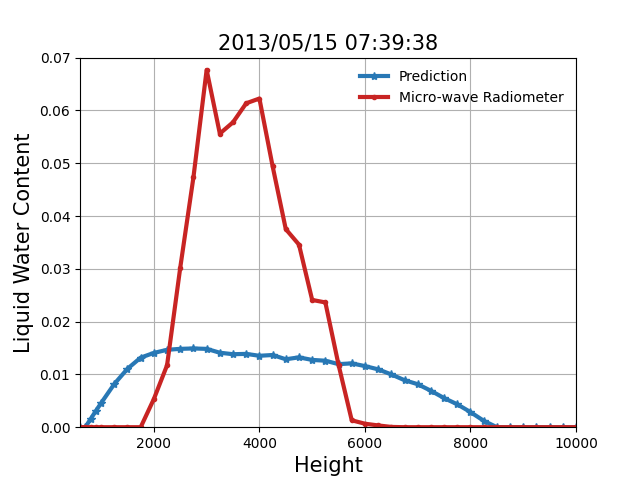 2013/05/15 07:39:38
Prediction
Micro-wave Radiometer
Liquid Water Content
0.07
0.06
0.05
0.04
0.03
0.02
0.01
0.00
2000 4000 6000 8000 10000
Height